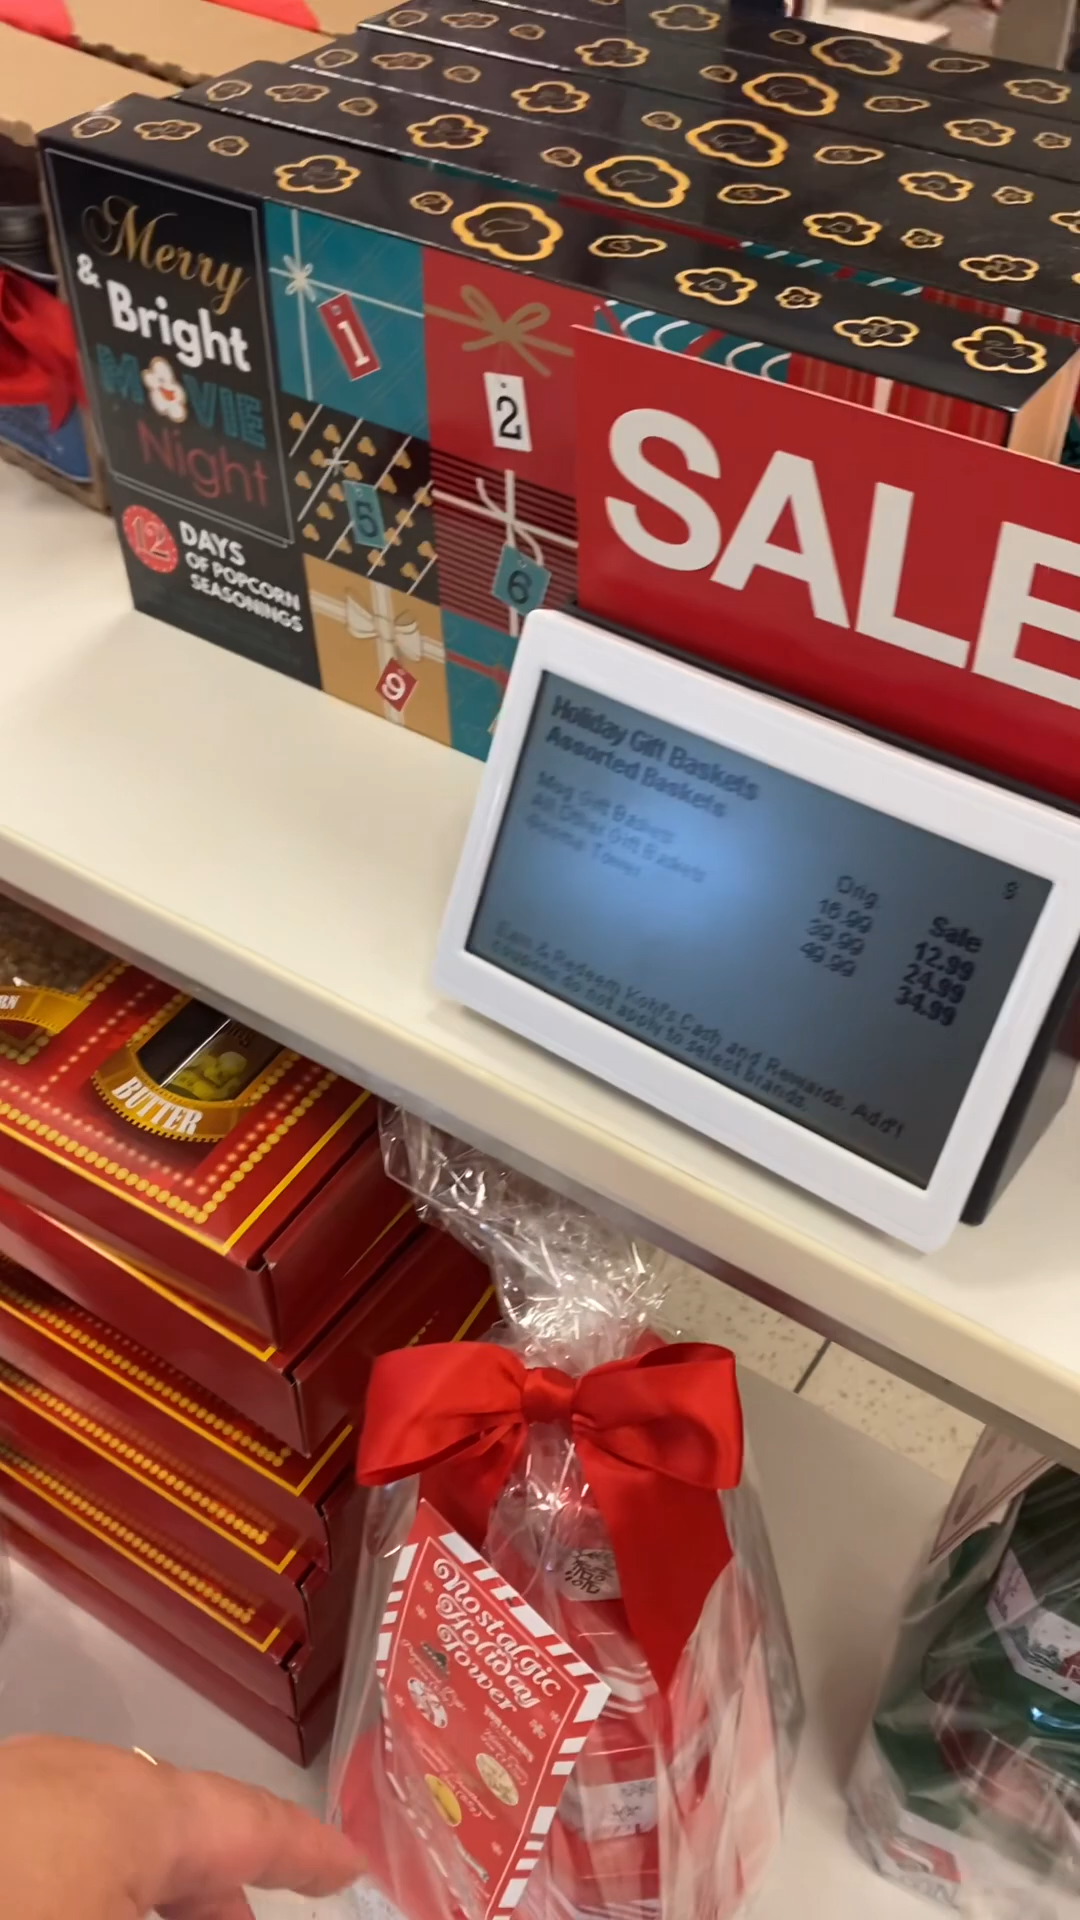 Merry
& Bright
MOVIE
Night
12 DAYS
OF POPCORN
SEASONINGS
1
2
5
6
9
SALE
Holiday Gift Baskets
Assorted Baskets
Orig Sale
Mug Gift Basket 16.99 12.99
All Other Gift Baskets 39.99 24.99
Tower 49.99 34.99
Earn & Redeem Kohl's Cash and Rewards. Add'l
coupons do not apply to select brands.
BUTTER
Nostalgic
Holiday
Tower